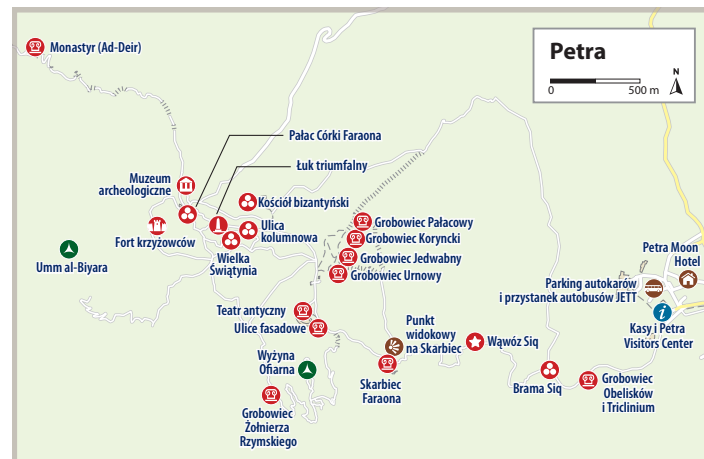 Petra
0
500 m
N
Monastyr (Ad-Deir)
Pałac Córki Faraona
Łuk triumfalny
Muzeum
archeologiczne
Kościół bizantyński
Ulica
kolumnowa
Fort krzyżowców
Wielka
Świątynia
Umm al-Biyara
Grobowiec Pałacowy
Grobowiec Koryncki
Grobowiec Jedwabny
Grobowiec Urnowy
Petra Moon
Hotel
Parking autokarów
i przystanek autobusów JETT
Kasy i Petra
Visitors Center
Teatr antyczny
Ulice fasadowe
Punkt
widokowy
na Skarbiec
Wąwóz Siq
Wyżyna
Ofiarna
Skarbiec
Faraona
Brama Siq
Grobowiec
Obelisków
i Triclinium
Grobowiec
Żołnierza
Rzymskiego